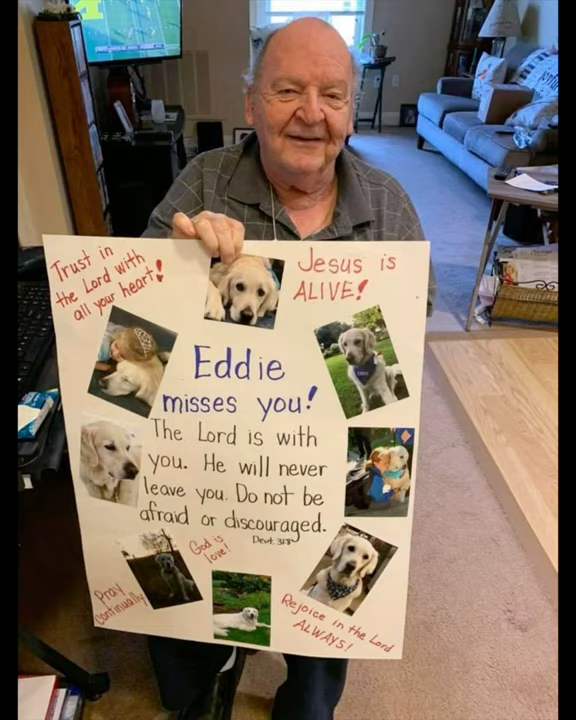 Trust in
the Lord with
all your heart!
Jesus is
ALIVE!
Eddie
misses you!
The Lord is with
you. He will never
leave you. Do not be
afraid or discouraged.
Deut. 31:8
God is
love!
Pray
continually
Rejoice in the Lord
ALWAYS!